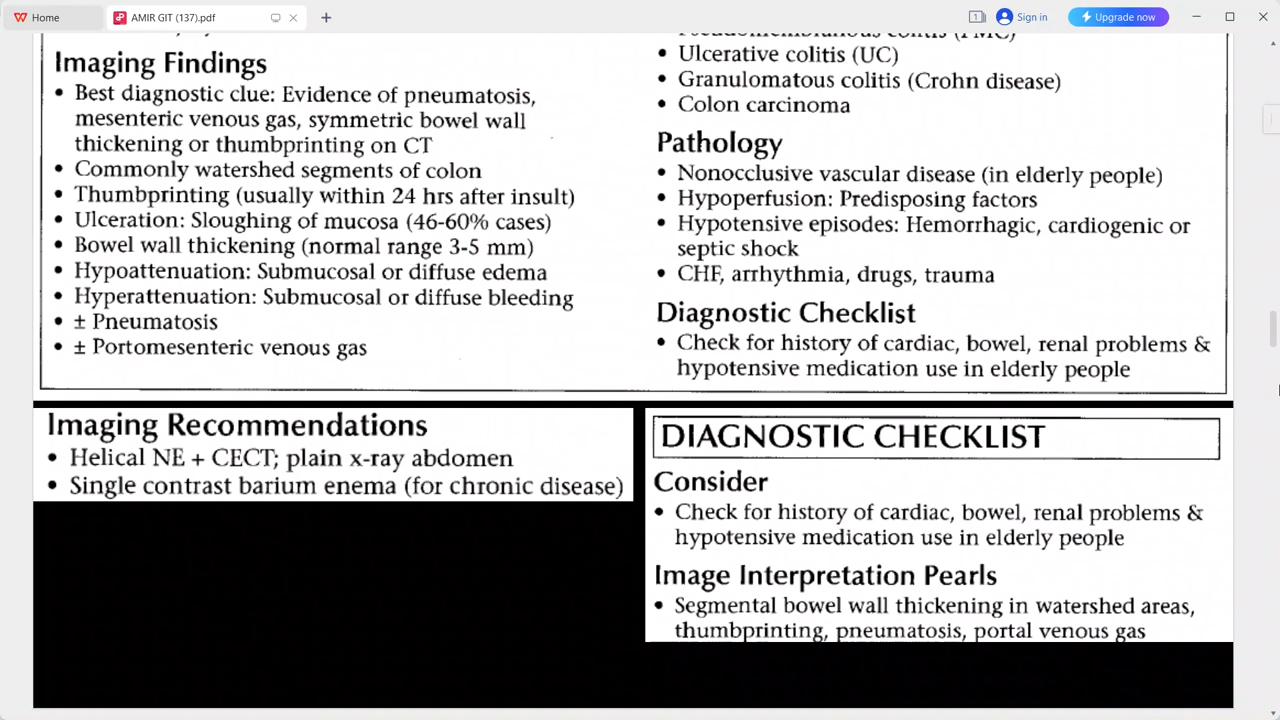 Home
AMIR GIT (137).pdf
1
Sign in
Upgrade now
Imaging Findings
• Best diagnostic clue: Evidence of pneumatosis,
mesenteric venous gas, symmetric bowel wall
thickening or thumbprinting on CT
• Commonly watershed segments of colon
• Thumbprinting (usually within 24 hrs after insult)
• Ulceration: Sloughing of mucosa (46-60% cases)
• Bowel wall thickening (normal range 3-5 mm)
• Hypoattenuation: Submucosal or diffuse edema
• Hyperattenuation: Submucosal or diffuse bleeding
• ± Pneumatosis
• ± Portomesenteric venous gas
• Pseudomembranous colitis (PMC)
• Ulcerative colitis (UC)
• Granulomatous colitis (Crohn disease)
• Colon carcinoma
Pathology
• Nonocclusive vascular disease (in elderly people)
• Hypoperfusion: Predisposing factors
• Hypotensive episodes: Hemorrhagic, cardiogenic or
septic shock
• CHF, arrhythmia, drugs, trauma
Diagnostic Checklist
• Check for history of cardiac, bowel, renal problems &
hypotensive medication use in elderly people
Imaging Recommendations
• Helical NE + CECT; plain x-ray abdomen
• Single contrast barium enema (for chronic disease)
DIAGNOSTIC CHECKLIST
Consider
• Check for history of cardiac, bowel, renal problems &
hypotensive medication use in elderly people
Image Interpretation Pearls
• Segmental bowel wall thickening in watershed areas,
thumbprinting, pneumatosis, portal venous gas